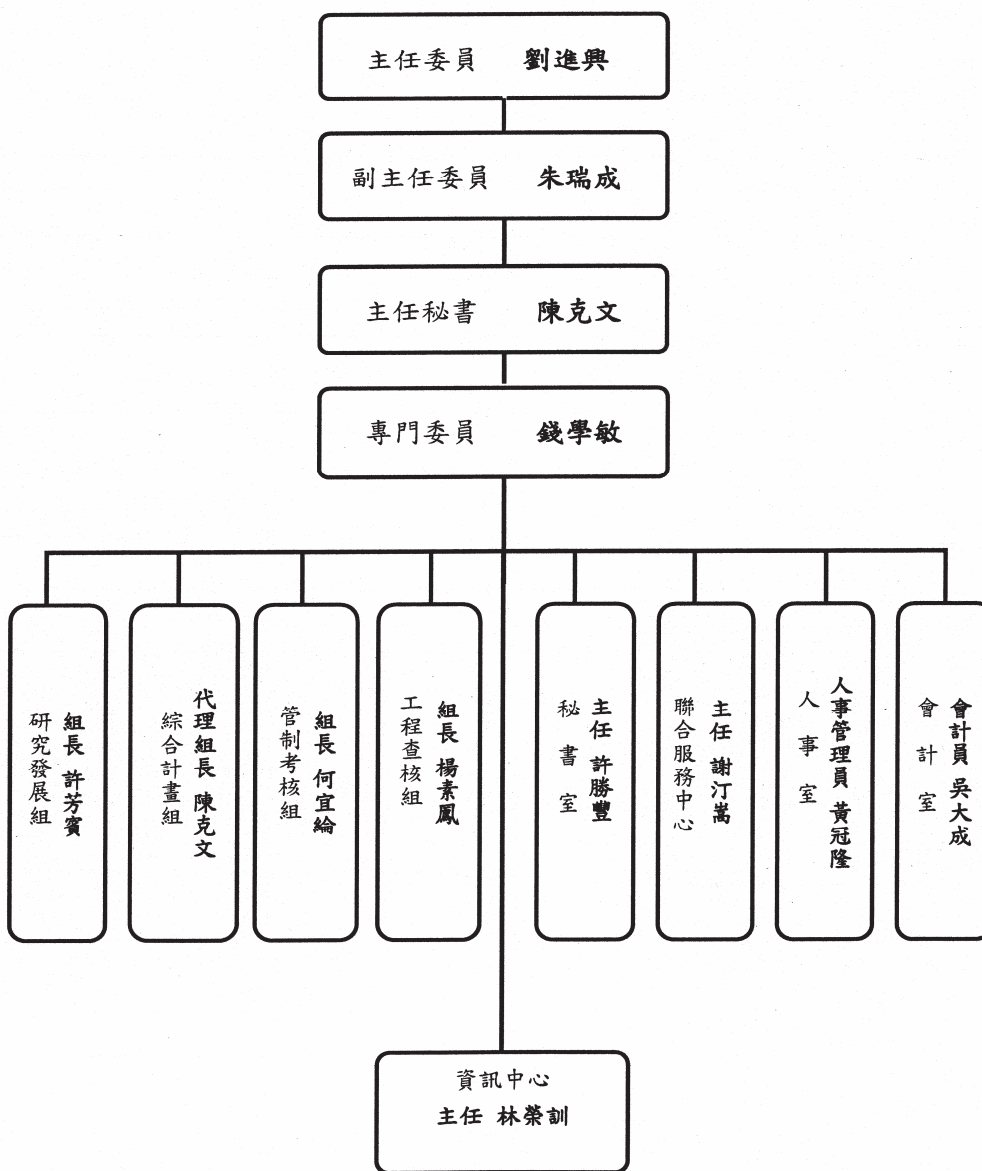 主任委員 劉進興
副主任委員 朱瑞成
主任秘書 陳克文
專門委員 錢學敏
研究發展組
組長 許芳賓
綜合計畫組
代理組長 陳克文
管制考核組
組長 何宜綸
工程查核組
組長 楊素鳳
秘書室
主任 許勝豐
聯合服務中心
主任 謝汀嵩
人事室
人事管理員 黃冠隆
會計室
會計員 吳大成
資訊中心
主任 林榮訓